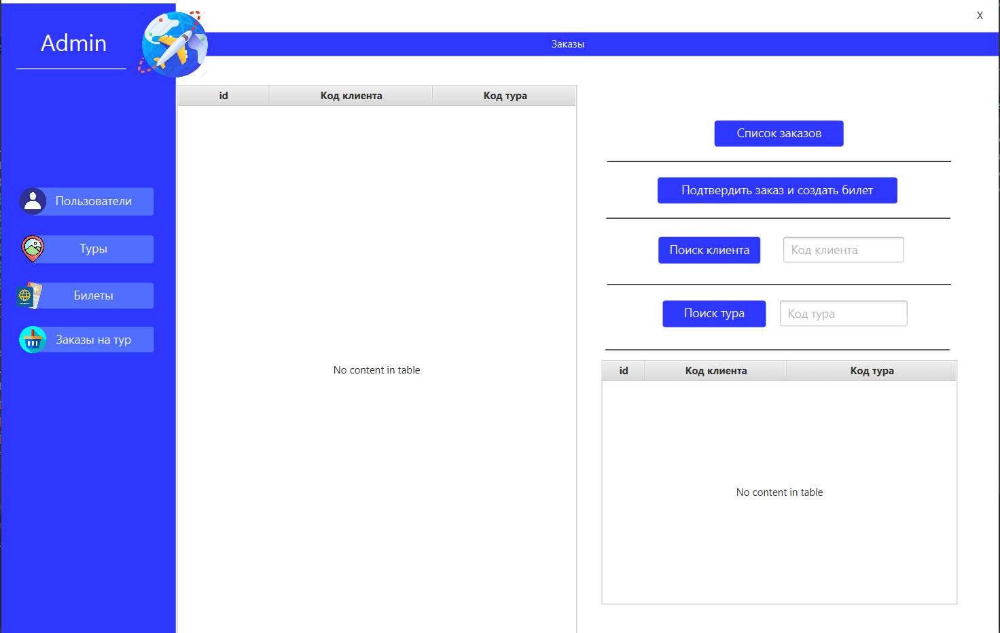 X
Admin
Заказы
id Код клиента Код тура
Список заказов
Подтвердить заказ и создать билет
Пользователи
Туры
Поиск клиента Код клиента
Билеты
Поиск тура Код тура
Заказы на тур
No content in table
id Код клиента Код тура
No content in table